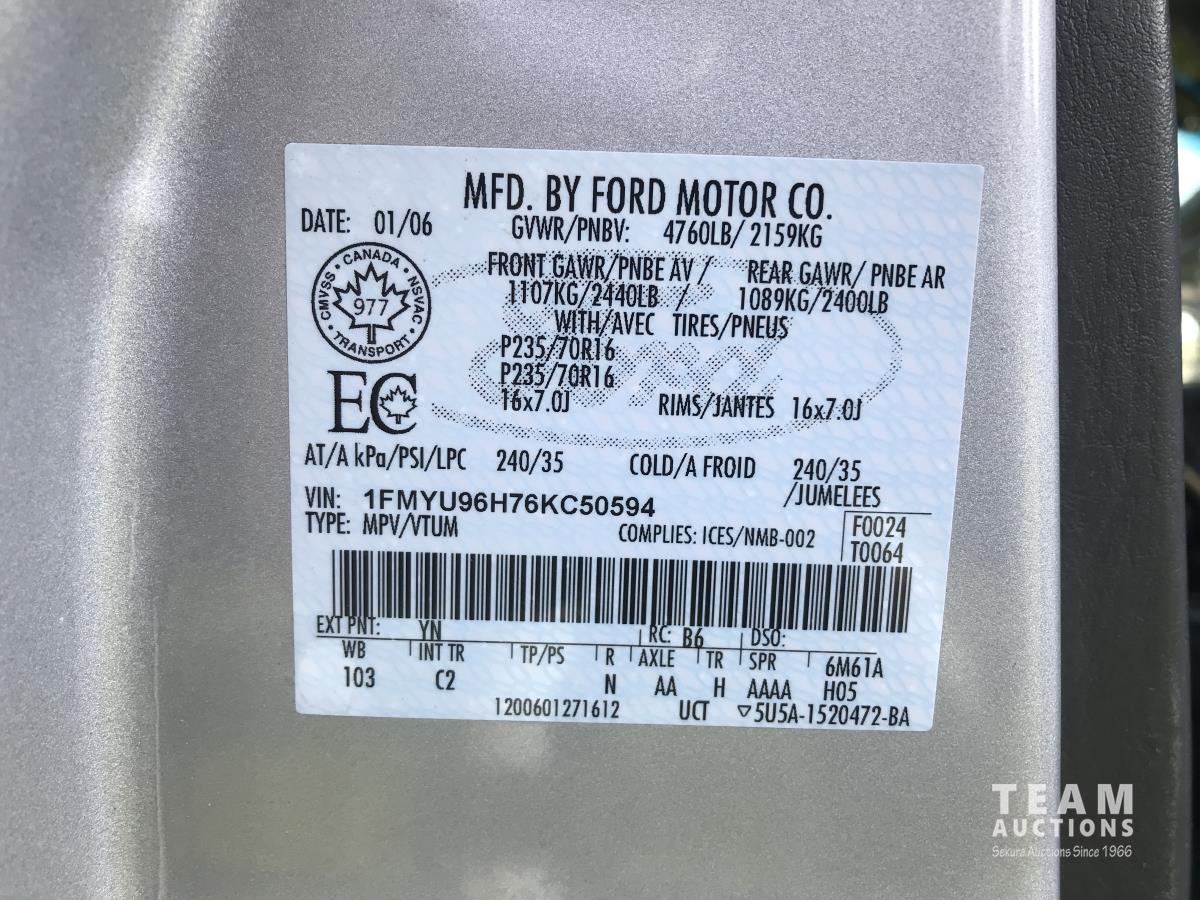 MFD. BY FORD MOTOR CO.
DATE: 01/06
GVWR/PNBV: 4760LB/ 2159KG
CANADA
CMVSS NSVAC
977
TRANSPORT
FRONT GAWR/PNBE AV / REAR GAWR/ PNBE AR
1107KG/2440LB / 1089KG/2400LB
WITH/AVEC TIRES/PNEUS
P235/70R16
P235/70R16
EC
16x7.0J RIMS/JANTES 16x7.0J
AT/A kPa/PSI/LPC 240/35 COLD/A FROID 240/35
/JUMELEES
VIN: 1FMYU96H76KC50594
TYPE: MPV/VTUM COMPLIES: ICES/NMB-002
F0024
T0064
EXT PNT: YN RC: B6 DSO:
WB INT TR TP/PS R AXLE TR SPR 6M61A
103 C2 N AA H AAAA H05
1200601271612 UCT ▽5U5A-1520472-BA
TEAM
AUCTIONS
Sekura Auctions Since 1966